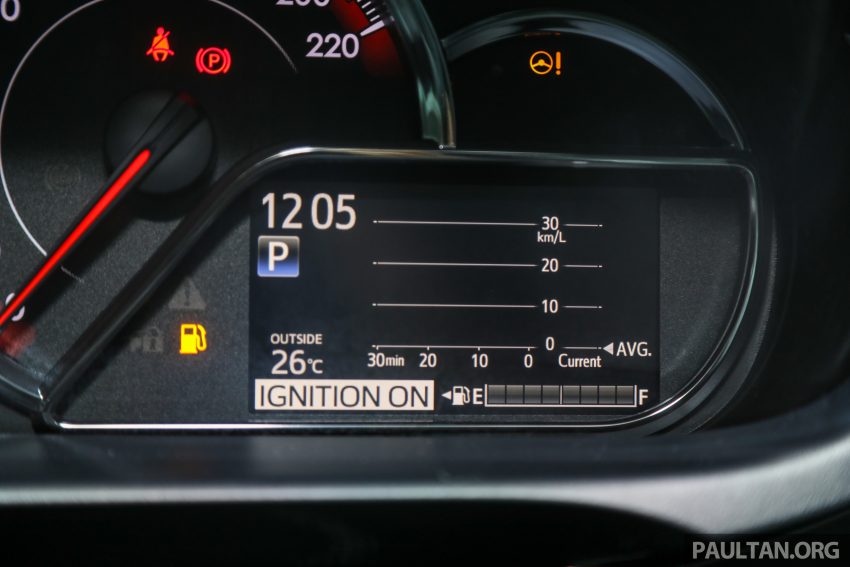 220
P
12 05
30
km/L
P
20
10
OUTSIDE
0
AVG.
26°C
30min 20 10 0 Current
IGNITION ON
E F
PAULTAN.ORG